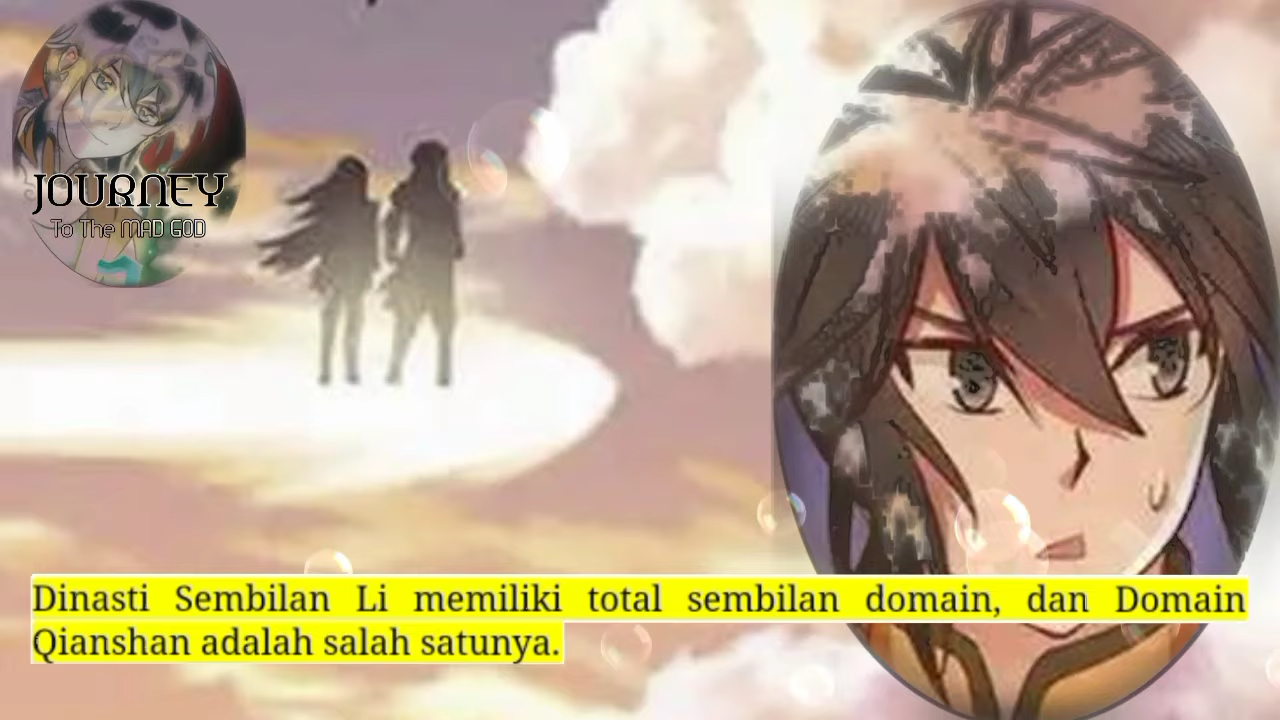 JOURNEY
To The MAD GOD
Dinasti Sembilan Li memiliki total sembilan domain, dan Domain
Qianshan adalah salah satunya.